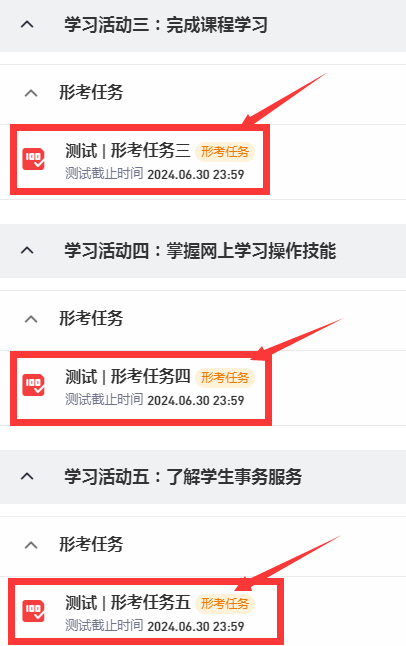 学习活动三：完成课程学习
形考任务
测试 | 形考任务三 形考任务
100
测试截止时间 2024.06.30 23:59
学习活动四：掌握网上学习操作技能
形考任务
测试 | 形考任务四 形考任务
100
测试截止时间 2024.06.30 23:59
学习活动五：了解学生事务服务
形考任务
测试 | 形考任务五 形考任务
100
测试截止时间 2024.06.30 23:59